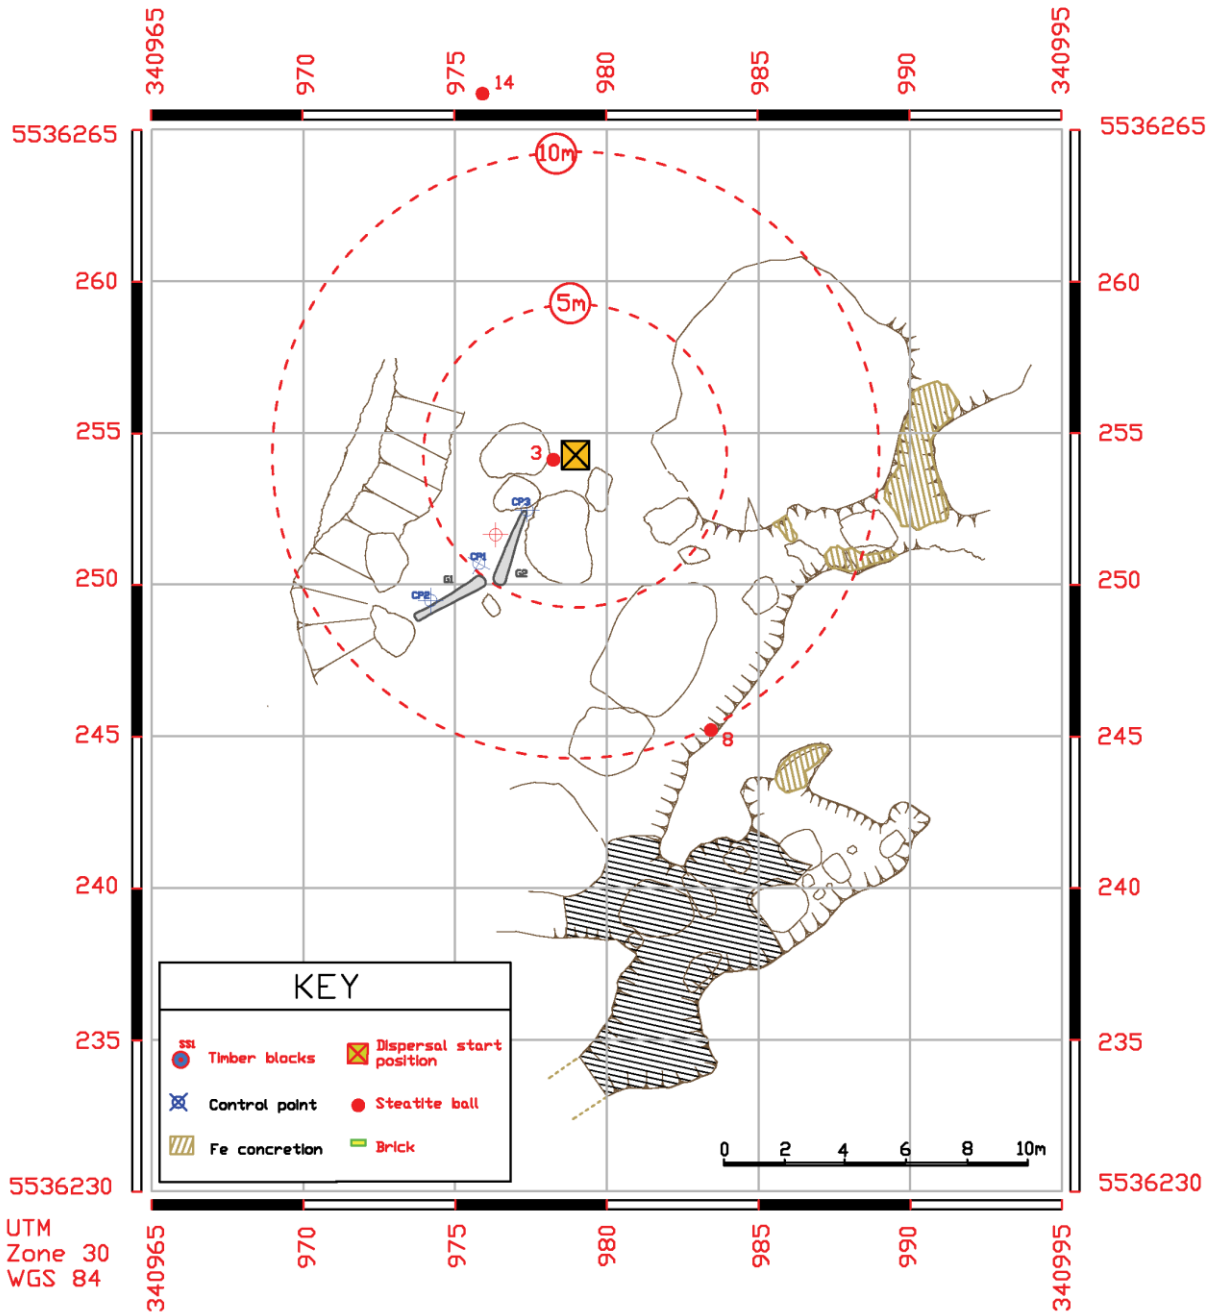 340965
970
975
980
985
990
340995
14
5536265
5536265
10m
260
260
5m
255
255
3
CP3
CP1
G1
G2
250
250
CP2
245
245
8
240
240
KEY
235
235
SS1
Timber blocks
Dispersal start
position
Control point
Steatite ball
Fe concretion
Brick
0 2 4 6 8 10m
5536230
5536230
UTM
Zone 30
WGS 84
340965
970
975
980
985
990
340995